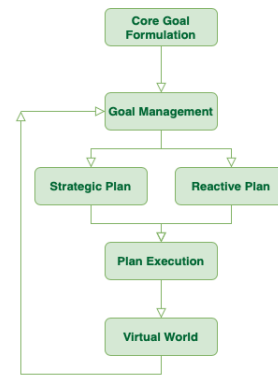 Core Goal
Formulation
Goal Management
Strategic Plan
Reactive Plan
Plan Execution
Virtual World